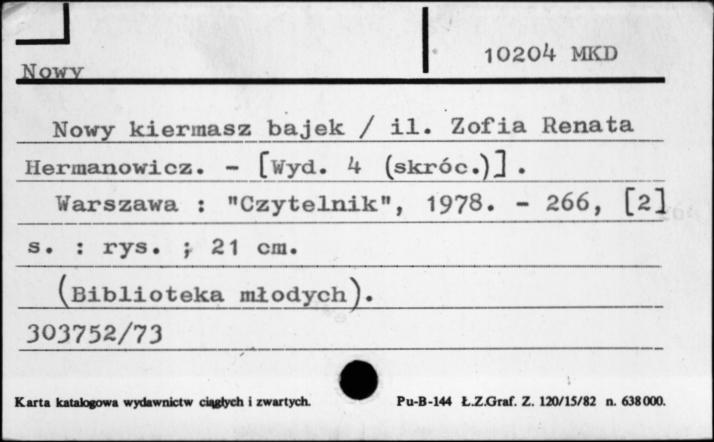 10204 MKD
Nowy
Nowy kiermasz bajek / il. Zofia Renata
Hermanowicz. - [Wyd. 4 (skróc.)].
Warszawa : "Czytelnik", 1978. - 266, [2]
s. : rys. ; 21 cm.
(Biblioteka młodych).
303752/73
Karta katalogowa wydawnictw ciągłych i zwartych. Pu-B-144 Ł.Z.Graf. Z. 120/15/82 n. 638000.